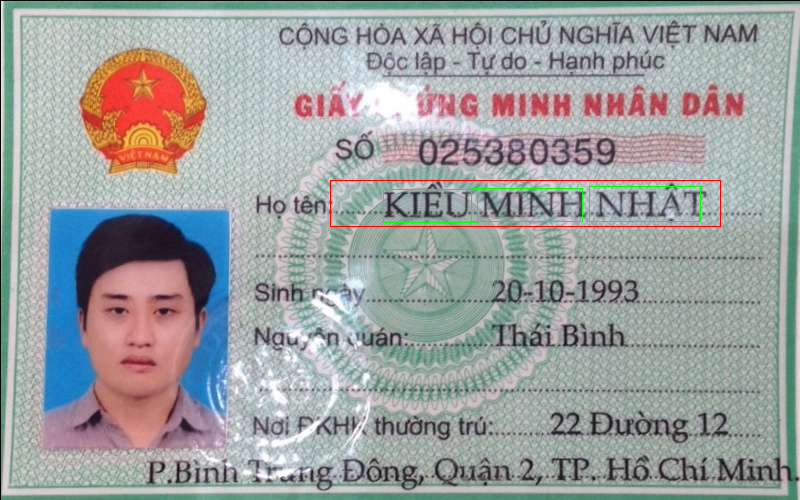 CỘNG HÒA XÃ HỘI CHỦ NGHĨA VIỆT NAM
Độc lập - Tự do - Hạnh phúc
GIẤY CHỨNG MINH NHÂN DÂN
SỐ 025380359
Họ tên: KIỀU MINH NHẬT
Sinh ngày 20-10-1993
Nguyên quán: Thái Bình
Nơi ĐKHK thường trú: 22 Đường 12
P.Bình Trưng Đông, Quận 2, TP. Hồ Chí Minh.
VIỆT NAM